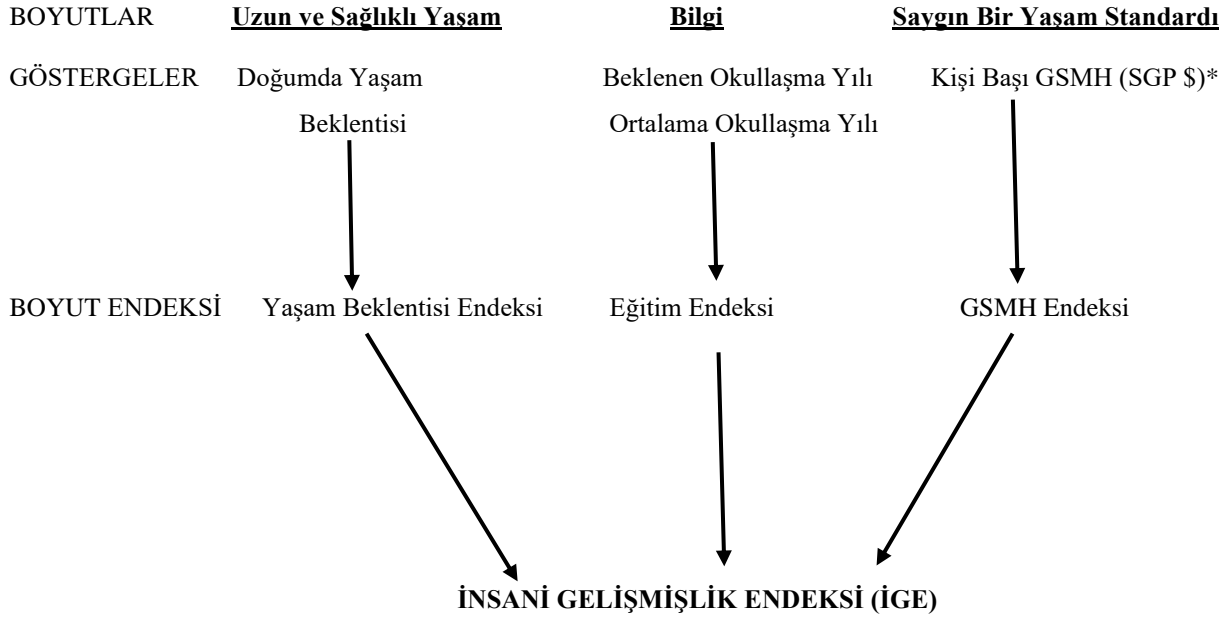 BOYUTLAR Uzun ve Sağlıklı Yaşam Bilgi Saygın Bir Yaşam Standardı
GÖSTERGELER Doğumda Yaşam Beklenen Okullaşma Yılı Kişi Başı GSMH (SGP $)*
Beklentisi Ortalama Okullaşma Yılı
BOYUT ENDEKSİ Yaşam Beklentisi Endeksi Eğitim Endeksi GSMH Endeksi
İNSANİ GELİŞMİŞLİK ENDEKSİ (İGE)